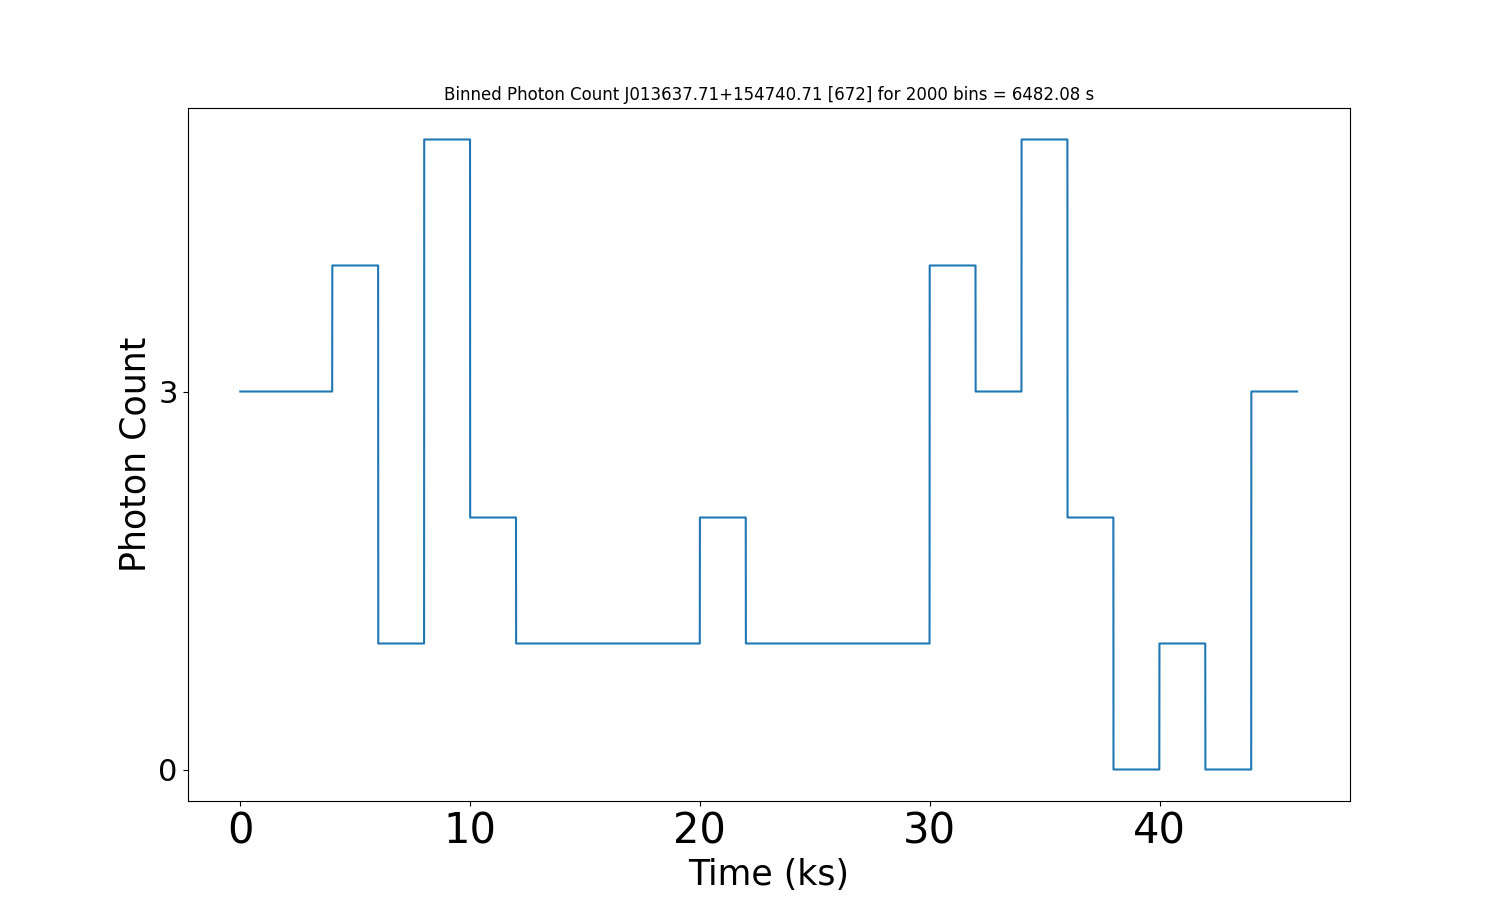 Binned Photon Count J013637.71+154740.71 [672] for 2000 bins = 6482.08 s
Photon Count
3
0
0 10 20 30 40
Time (ks)